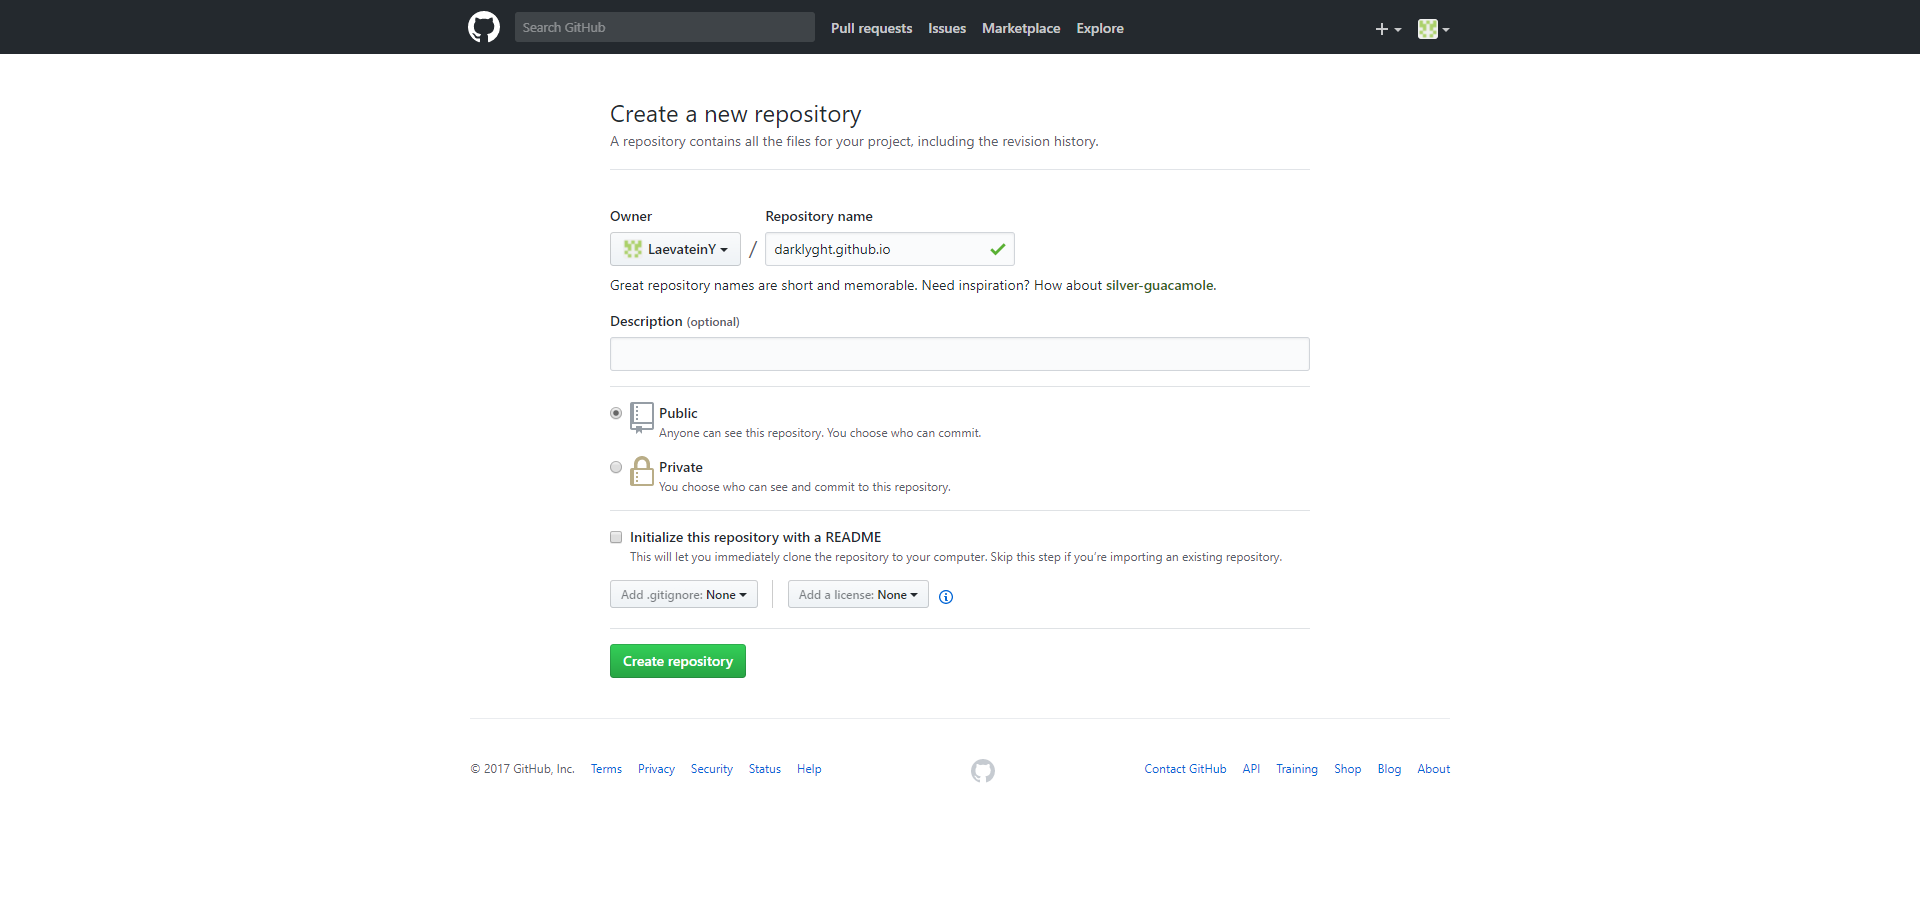 Search GitHub Pull requests Issues Marketplace Explore
Create a new repository
A repository contains all the files for your project, including the revision history.
Owner Repository name
LaevateinY / darklyght.github.io
Great repository names are short and memorable. Need inspiration? How about silver-guacamole.
Description (optional)
Public
Anyone can see this repository. You choose who can commit.
Private
You choose who can see and commit to this repository.
Initialize this repository with a README
This will let you immediately clone the repository to your computer. Skip this step if you’re importing an existing repository.
Add .gitignore: None Add a license: None
Create repository
© 2017 GitHub, Inc. Terms Privacy Security Status Help Contact GitHub API Training Shop Blog About